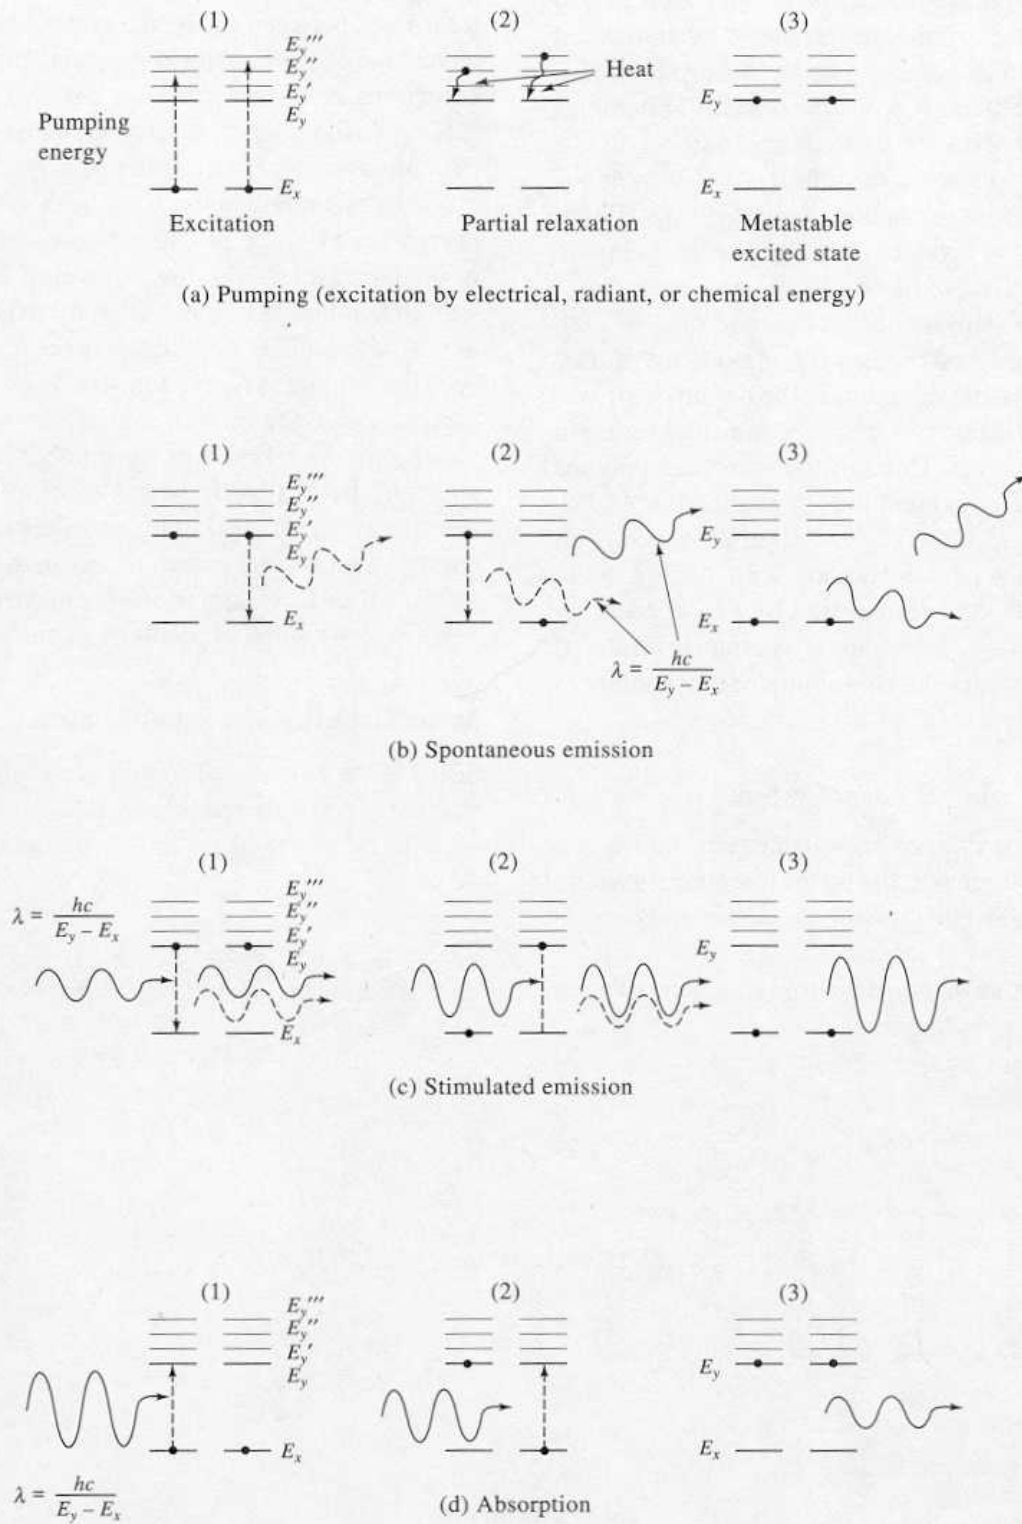 (1) (2) (3)
E_y'''
E_y''
E_y'
E_y
Heat
E_y
Pumping
energy
E_x
E_x
Excitation
Partial relaxation
Metastable
excited state
(a) Pumping (excitation by electrical, radiant, or chemical energy)
(1) (2) (3)
E_y'''
E_y''
E_y'
E_y
E_y
E_x
E_x
λ = hc / (E_y – E_x)
(b) Spontaneous emission
(1) (2) (3)
λ = hc / (E_y – E_x)
E_y'''
E_y''
E_y'
E_y
E_y
E_x
(c) Stimulated emission
(1) (2) (3)
E_y'''
E_y''
E_y'
E_y
E_y
E_x
E_x
λ = hc / (E_y – E_x)
(d) Absorption